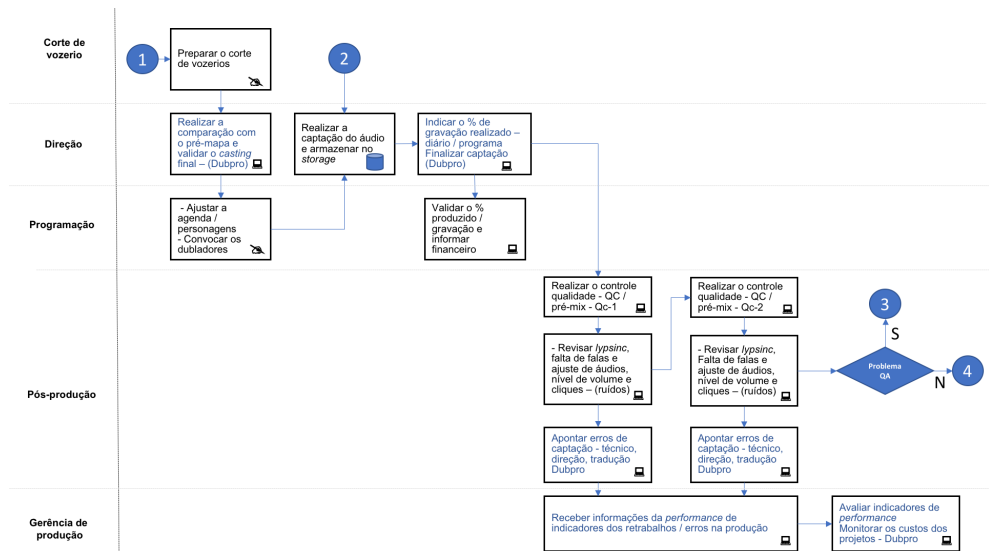 Corte de
vozerio
1
Preparar o corte
de vozerios
2
Direção
Realizar a
comparação com
o pré-mapa e
validar o casting
final – (Dubpro)
Realizar a
captação do áudio
e armazenar no
storage
Indicar o % de
gravação realizado –
diário / programa
Finalizar captação
(Dubpro)
Programação
- Ajustar a
agenda /
personagens
- Convocar os
dubladores
Validar o %
produzido /
gravação e
informar
financeiro
Pós-produção
Realizar o controle
qualidade - QC /
pré-mix - Qc-1
Realizar o controle
qualidade - QC /
pré-mix - Qc-2
3
S
- Revisar lypsinc,
falta de falas e
ajuste de áudios,
nível de volume e
cliques – (ruídos)
- Revisar lypsinc,
Falta de falas e
ajuste de áudios,
nível de volume e
cliques – (ruídos)
Problema
QA
N
4
Apontar erros de
captação - técnico,
direção, tradução
Dubpro
Apontar erros de
captação - técnico,
direção, tradução
Dubpro
Gerência de
produção
Receber informações da performance de
indicadores dos retrabalhos / erros na produção
Avaliar indicadores de
performance
Monitorar os custos dos
projetos - Dubpro